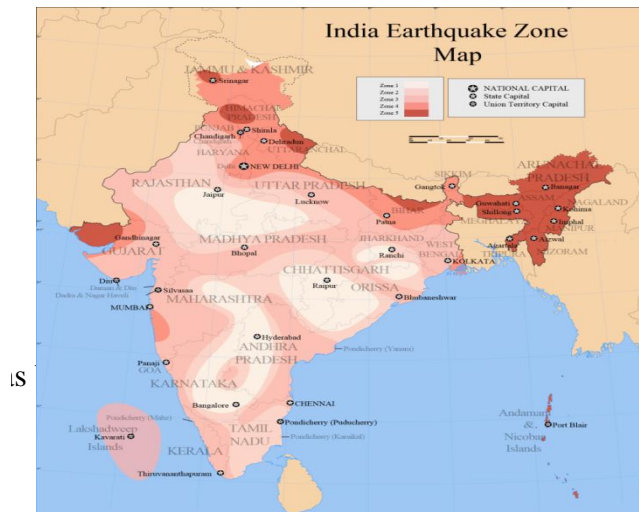 India Earthquake Zone
Map
JAMMU & KASHMIR
Srinagar
Zone 1
Zone 2
Zone 3
Zone 4
Zone 5
NATIONAL CAPITAL
State Capital
Union Territory Capital
HIMACHAL
PRADESH
PUNJAB
Shimla
Chandigarh
Chandigarh
Dehradun
UTTARANCHAL
HARYANA
Delhi
NEW DELHI
ARUNACHAL
PRADESH
SIKKIM
RAJASTHAN
UTTAR PRADESH
Gangtok
Itanagar
Jaipur
Lucknow
ASSAM
NAGALAND
Guwahati
Kohima
BIHAR
Shillong
Patna
MEGHALAYA
Imphal
MANIPUR
Gandhinagar
MADHYA PRADESH
JHARKHAND
Agartala
Aizwal
GUJARAT
Bhopal
Ranchi
WEST
BENGAL
TRIPURA
MIZORAM
KOLKATA
CHHATTISGARH
Diu
Daman & Diu
Silvassa
Raipur
ORISSA
Dadra & Nagar Haveli
MAHARASHTRA
Bhubaneshwar
MUMBAI
Hyderabad
ANDHRA
PRADESH
Pondicherry (Yanam)
Panaji
GOA
as
KARNATAKA
Bangalore
CHENNAI
Pondicherry (Mahe)
Pondicherry (Puducherry)
Lakshadweep
Islands
Kavarati
TAMIL
NADU
Pondicherry (Karaikal)
Andaman
&
Nicobar
Islands
Port Blair
KERALA
Thiruvananthapuram